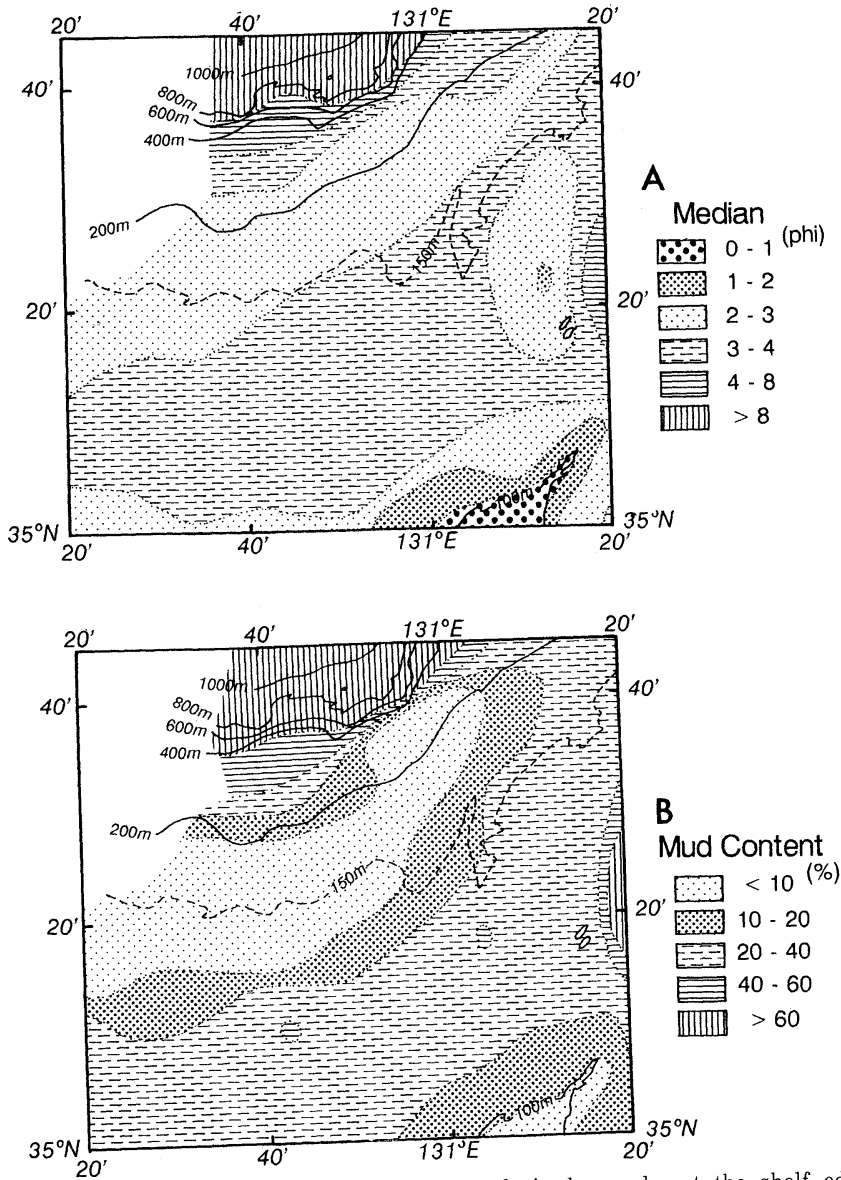 20′ 40′ 131°E 20′
40′ 1000m 40′
800m
600m
400m
A
Median
(phi)
200m
0 - 1
150m
1 - 2
20′ 20′
2 - 3
3 - 4
4 - 8
> 8
100m
35°N 35°N
20′ 40′ 131°E 20′
20′ 40′ 131°E 20′
40′ 1000m 40′
800m
600m
400m
B
200m
Mud Content
(%)
150m
< 10
20′ 20′
10 - 20
20 - 40
40 - 60
> 60
100m
35°N 35°N
20′ 40′ 131°E 20′
the shelf